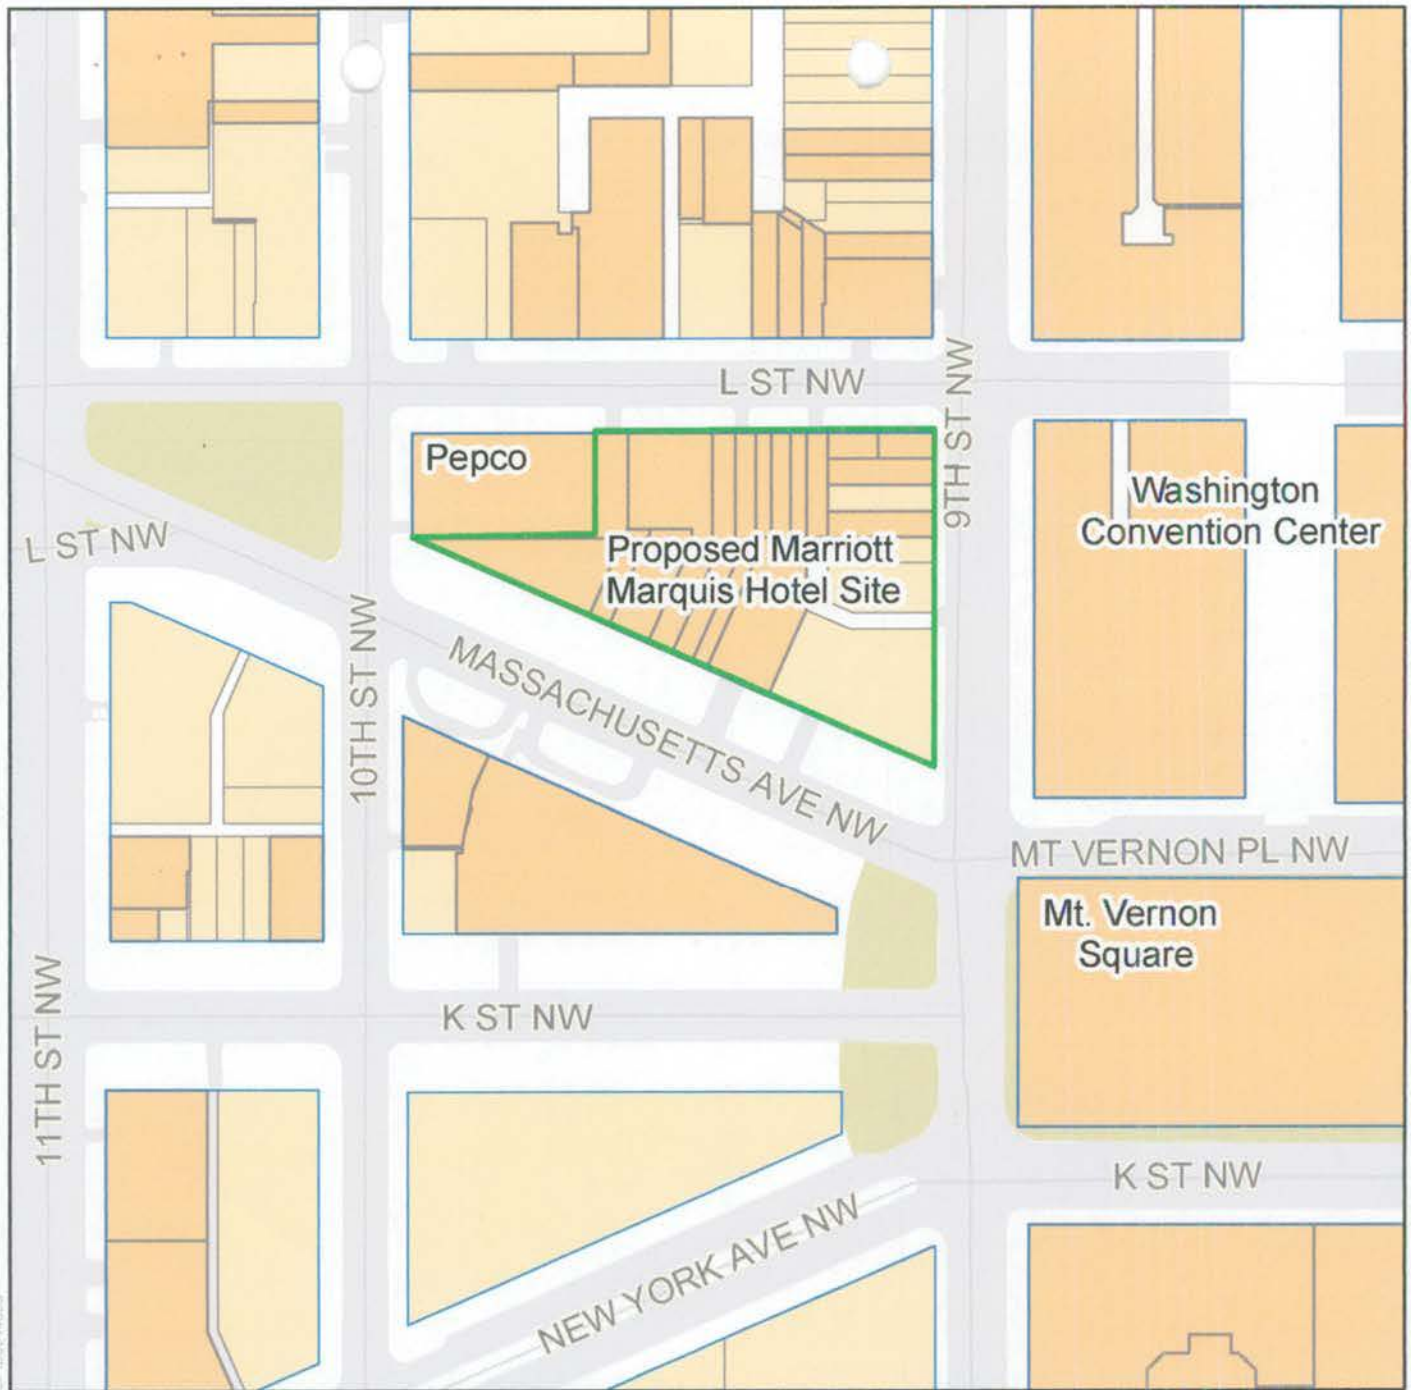 L ST NW
9TH ST NW
Pepco
Washington
Convention Center
L ST NW
Proposed Marriott
Marquis Hotel Site
10TH ST NW
MASSACHUSETTS AVE NW
MT VERNON PL NW
Mt. Vernon
Square
11TH ST NW
K ST NW
K ST NW
NEW YORK AVE NW